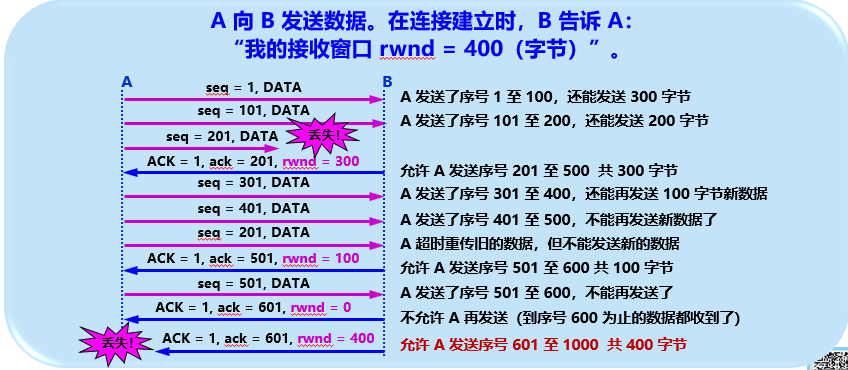 A 向 B 发送数据。在连接建立时，B 告诉 A：
“我的接收窗口 rwnd = 400（字节）”。
A B
seq = 1, DATA
A 发送了序号 1 至 100，还能发送 300 字节
seq = 101, DATA
A 发送了序号 101 至 200，还能发送 200 字节
seq = 201, DATA
丢失！
ACK = 1, ack = 201, rwnd = 300
允许 A 发送序号 201 至 500 共 300 字节
seq = 301, DATA
A 发送了序号 301 至 400，还能再发送 100 字节新数据
seq = 401, DATA
A 发送了序号 401 至 500，不能再发送新数据了
seq = 201, DATA
A 超时重传旧的数据，但不能发送新的数据
ACK = 1, ack = 501, rwnd = 100
允许 A 发送序号 501 至 600 共 100 字节
seq = 501, DATA
A 发送了序号 501 至 600，不能再发送了
ACK = 1, ack = 601, rwnd = 0
不允许 A 再发送（到序号 600 为止的数据都收到了）
丢失！
ACK = 1, ack = 601, rwnd = 400
允许 A 发送序号 601 至 1000 共 400 字节